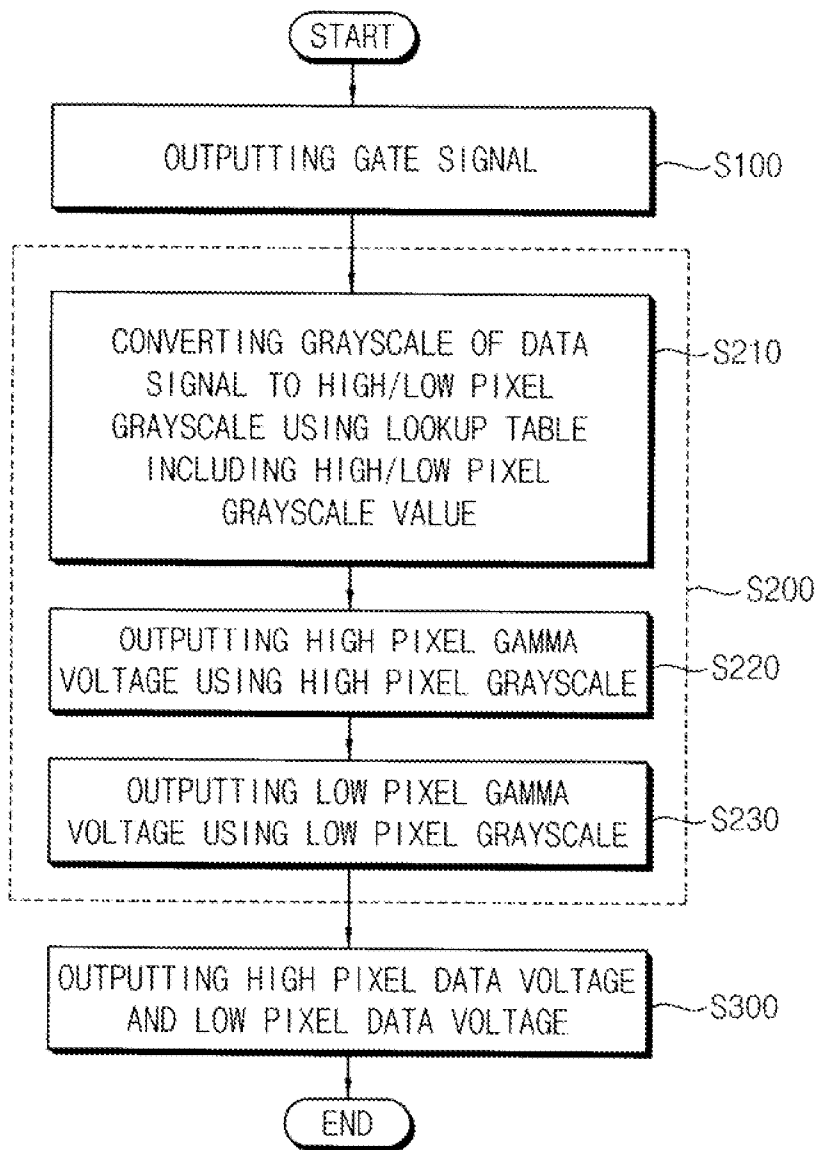 START
OUTPUTTING GATE SIGNAL
S100
CONVERTING GRAYSCALE OF DATA
SIGNAL TO HIGH/LOW PIXEL
GRAYSCALE USING LOOKUP TABLE
INCLUDING HIGH/LOW PIXEL
GRAYSCALE VALUE
S210
S200
OUTPUTTING HIGH PIXEL GAMMA
VOLTAGE USING HIGH PIXEL GRAYSCALE
S220
OUTPUTTING LOW PIXEL GAMMA
VOLTAGE USING LOW PIXEL GRAYSCALE
S230
OUTPUTTING HIGH PIXEL DATA VOLTAGE
AND LOW PIXEL DATA VOLTAGE
S300
END